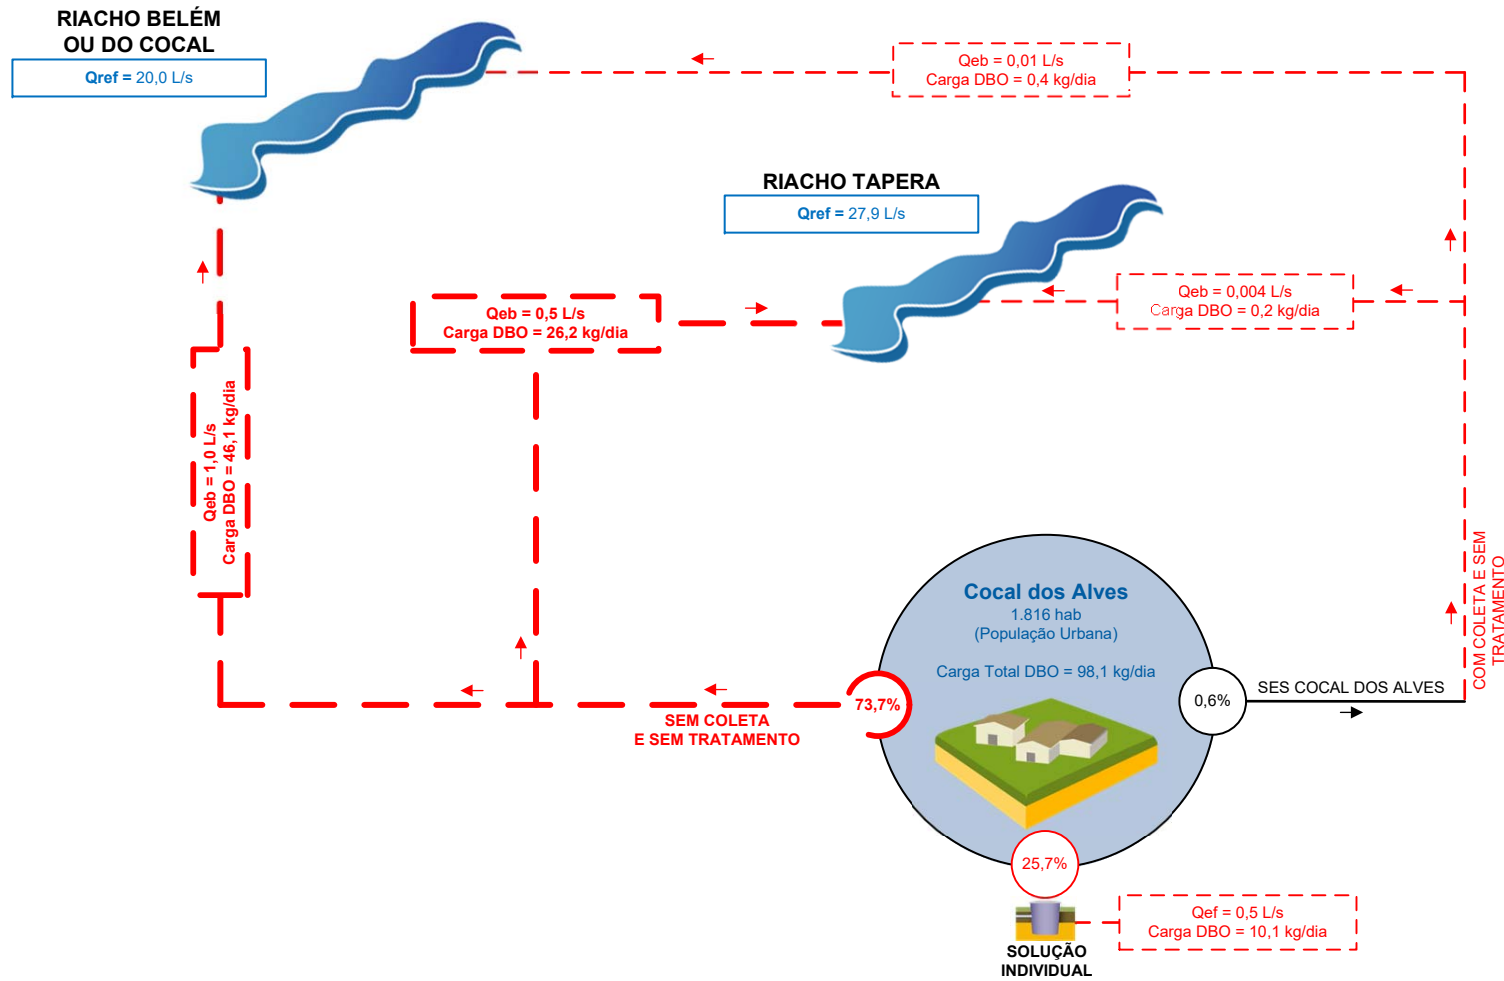 RIACHO BELÉM
OU DO COCAL
Qref = 20,0 L/s
Qeb = 0,01 L/s
Carga DBO = 0,4 kg/dia
RIACHO TAPERA
Qref = 27,9 L/s
Qeb = 0,004 L/s
Carga DBO = 0,2 kg/dia
Qeb = 0,5 L/s
Carga DBO = 26,2 kg/dia
Qeb = 1,0 L/s
Carga DBO = 46,1 kg/dia
Cocal dos Alves
1.816 hab
(População Urbana)
Carga Total DBO = 98,1 kg/dia
73,7%
SEM COLETA
E SEM TRATAMENTO
0,6%
SES COCAL DOS ALVES
COM COLETA E SEM
TRATAMENTO
25,7%
SOLUÇÃO
INDIVIDUAL
Qef = 0,5 L/s
Carga DBO = 10,1 kg/dia